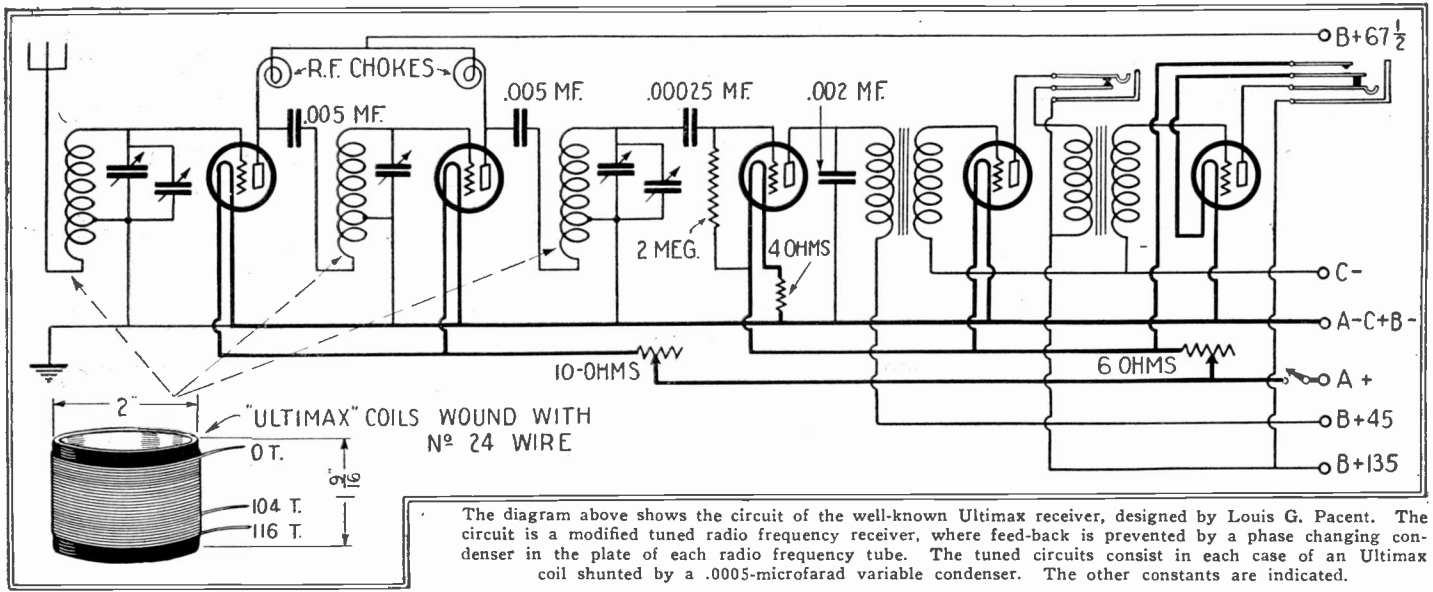 B+67½
R.F. CHOKES
.005 MF.
.005 MF.
.00025 MF.
.002 MF.
2 MEG.
4 OHMS
C-
A-C+B-
10-OHMS
6 OHMS
A+
B+45
B+135
2"
"ULTIMAX" COILS WOUND WITH
Nº 24 WIRE
0 T.
9/16"
104 T.
116 T.
The diagram above shows the circuit of the well-known Ultimax receiver, designed by Louis G. Pacent. The
circuit is a modified tuned radio frequency receiver, where feed-back is prevented by a phase changing con-
denser in the plate of each radio frequency tube. The tuned circuits consist in each case of an Ultimax
coil shunted by a .0005-microfarad variable condenser. The other constants are indicated.